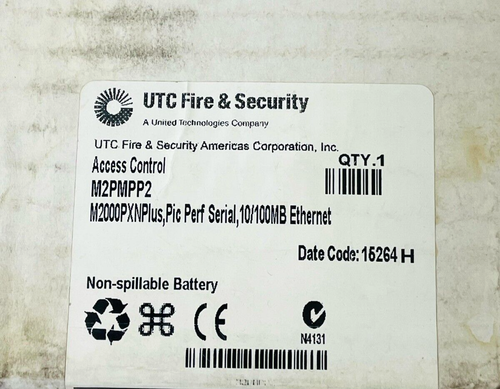 UTC Fire & Security
A United Technologies Company
UTC Fire & Security Americas Corporation, Inc.
Access Control
QTY.1
M2PMPP2
M2000PXNPlus,Pic Perf Serial,10/100MB Ethernet
Date Code: 15264 H
Non-spillable Battery
CE
N4131